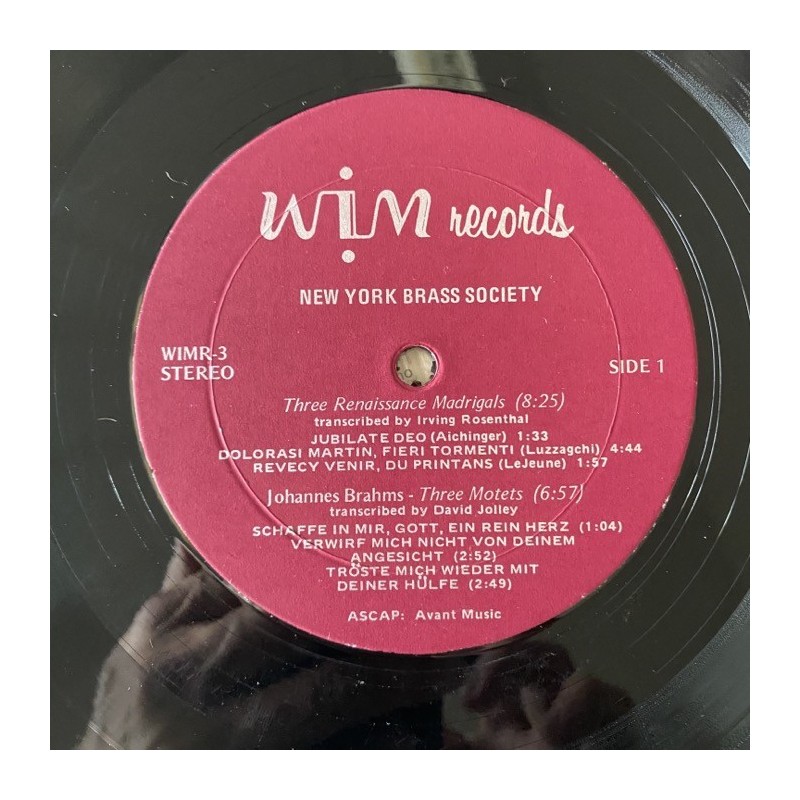 WIM records
NEW YORK BRASS SOCIETY
WIMR-3
STEREO
SIDE 1
Three Renaissance Madrigals (8:25)
transcribed by Irving Rosenthal
JUBILATE DEO (Aichinger) 1:33
DOLORASI MARTIN, FIERI TORMENTI (Luzzagchi) 4:44
REVECY VENIR, DU PRINTANS (LeJeune) 1:57
Johannes Brahms - Three Motets (6:57)
transcribed by David Jolley
SCHAFFE IN MIR, GOTT, EIN REIN HERZ (1:04)
VERWIRF MICH NICHT VON DEINEM
ANGESICHT (2:52)
TRÖSTE MICH WIEDER MIT
DEINER HÜLFE (2:49)
ASCAP: Avant Music